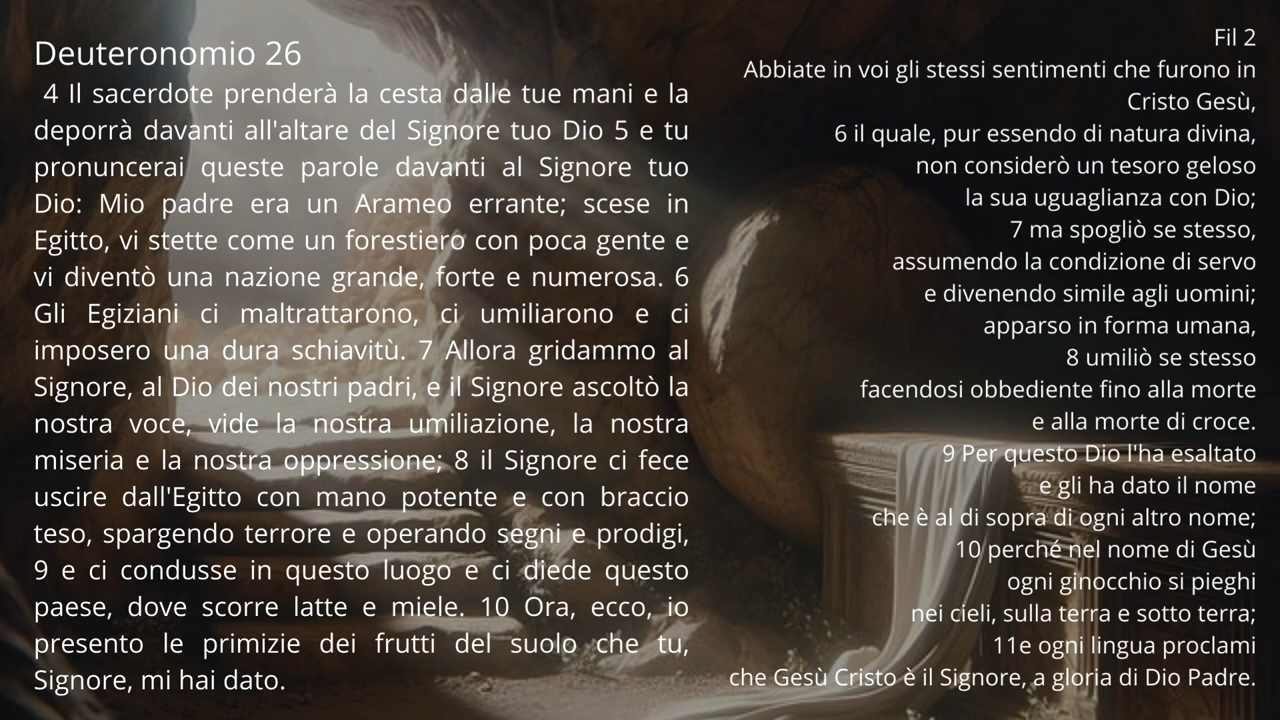 Deuteronomio 26
4 Il sacerdote prenderà la cesta dalle tue mani e la
deporrà davanti all'altare del Signore tuo Dio 5 e tu
pronuncerai queste parole davanti al Signore tuo
Dio: Mio padre era un Arameo errante; scese in
Egitto, vi stette come un forestiero con poca gente e
vi diventò una nazione grande, forte e numerosa. 6
Gli Egiziani ci maltrattarono, ci umiliarono e ci
imposero una dura schiavitù. 7 Allora gridammo al
Signore, al Dio dei nostri padri, e il Signore ascoltò la
nostra voce, vide la nostra umiliazione, la nostra
miseria e la nostra oppressione; 8 il Signore ci fece
uscire dall'Egitto con mano potente e con braccio
teso, spargendo terrore e operando segni e prodigi,
9 e ci condusse in questo luogo e ci diede questo
paese, dove scorre latte e miele. 10 Ora, ecco, io
presento le primizie dei frutti del suolo che tu,
Signore, mi hai dato.
Fil 2
Abbiate in voi gli stessi sentimenti che furono in
Cristo Gesù,
6 il quale, pur essendo di natura divina,
non considerò un tesoro geloso
la sua uguaglianza con Dio;
7 ma spogliò se stesso,
assumendo la condizione di servo
e divenendo simile agli uomini;
apparso in forma umana,
8 umiliò se stesso
facendosi obbediente fino alla morte
e alla morte di croce.
9 Per questo Dio l'ha esaltato
e gli ha dato il nome
che è al di sopra di ogni altro nome;
10 perché nel nome di Gesù
ogni ginocchio si pieghi
nei cieli, sulla terra e sotto terra;
11e ogni lingua proclami
che Gesù Cristo è il Signore, a gloria di Dio Padre.